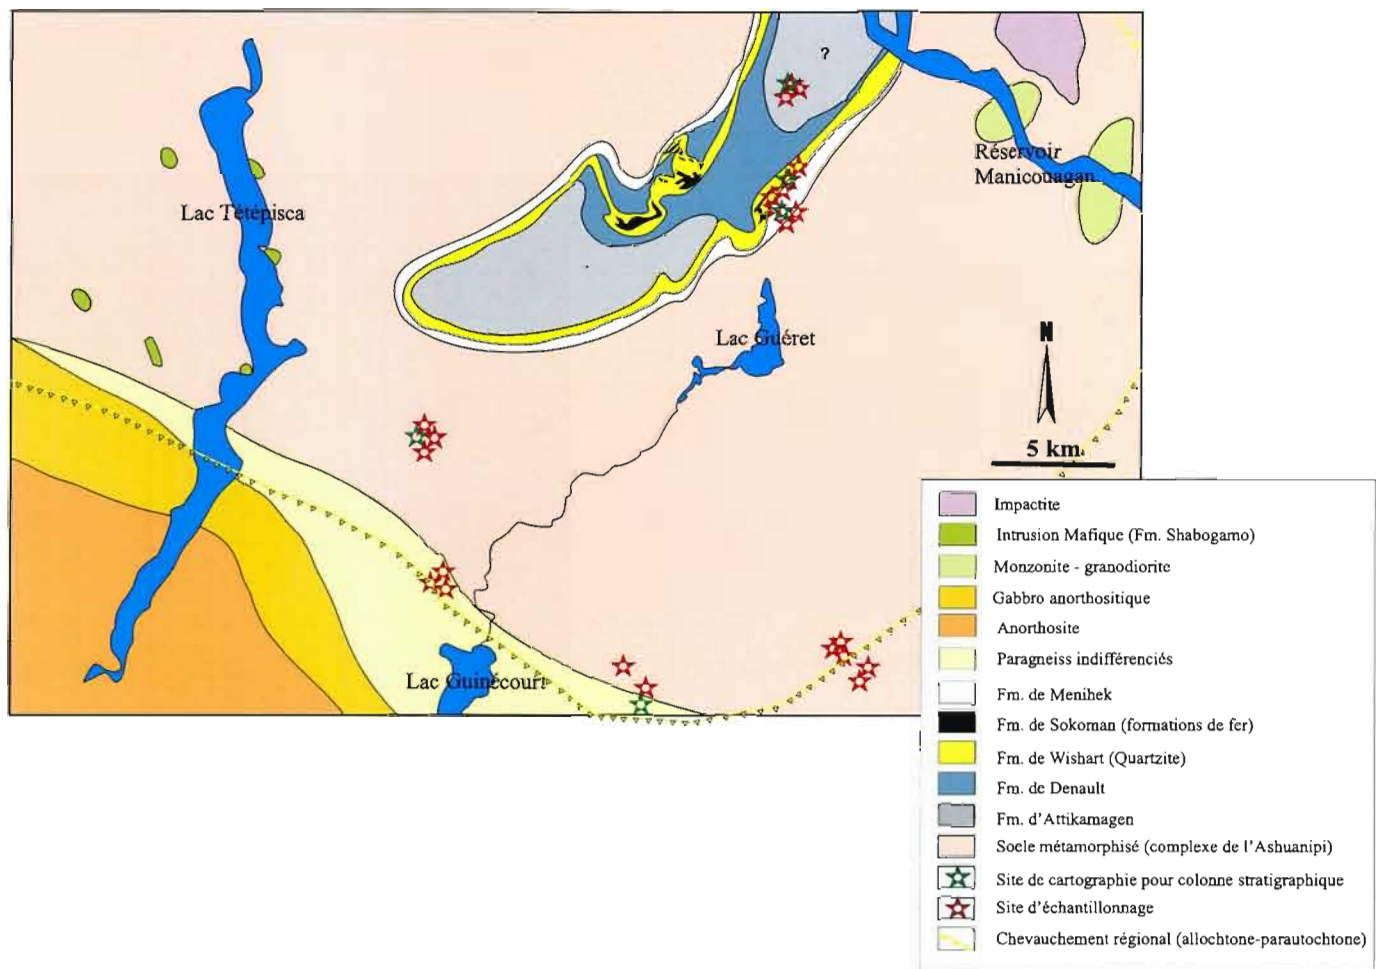 ?
Réservoir
Manicouagan
Lac Tétépisca
Lac Guéret
N
5 km
Lac Guinécourt
Impactite
Intrusion Mafique (Fm. Shabogamo)
Monzonite - granodiorite
Gabbro anorthositique
Anorthosite
Paragneiss indifférenciés
Fm. de Menihek
Fm. de Sokoman (formations de fer)
Fm. de Wishart (Quartzite)
Fm. de Denault
Fm. d'Attikamagen
Socle métamorphisé (complexe de l'Ashuanipi)
Site de cartographie pour colonne stratigraphique
Site d'échantillonnage
Chevauchement régional (allochtone-parautochtone)